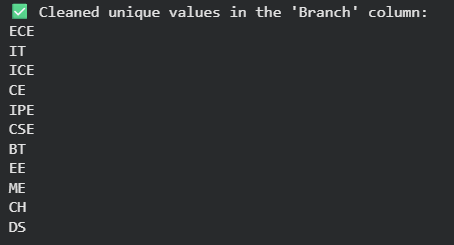 ✅ Cleaned unique values in the 'Branch' column:
ECE
IT
ICE
CE
IPE
CSE
BT
EE
ME
CH
DS